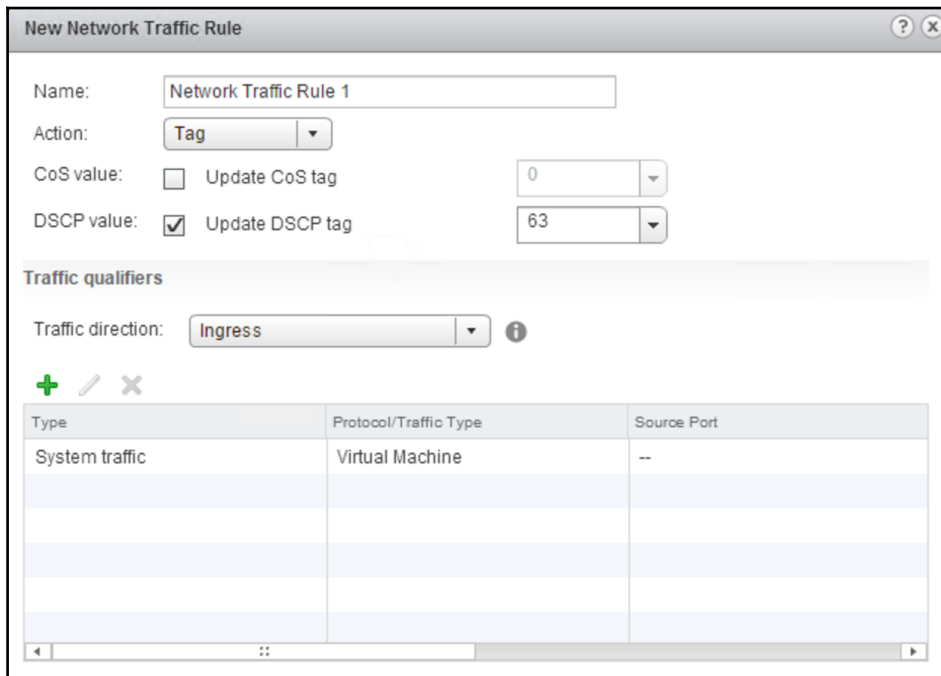 New Network Traffic Rule ? x
Name: Network Traffic Rule 1
Action: Tag
CoS value: Update CoS tag 0
DSCP value: Update DSCP tag 63
Traffic qualifiers
Traffic direction: Ingress
Type Protocol/Traffic Type Source Port
System traffic Virtual Machine --